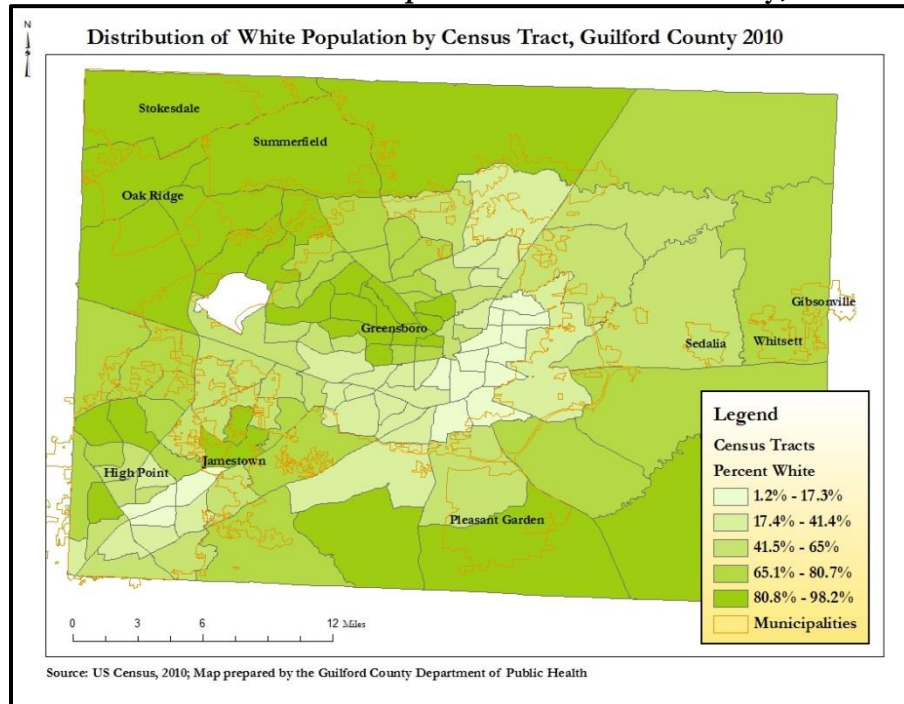 N
Distribution of White Population by Census Tract, Guilford County 2010
Stokesdale
Summerfield
Oak Ridge
Greensboro
Gibsonville
Sedalia
Whitsett
High Point
Jamestown
Pleasant Garden
Legend
Census Tracts
Percent White
1.2% - 17.3%
17.4% - 41.4%
41.5% - 65%
65.1% - 80.7%
80.8% - 98.2%
Municipalities
0 3 6 12 Miles
Source: US Census, 2010; Map prepared by the Guilford County Department of Public Health